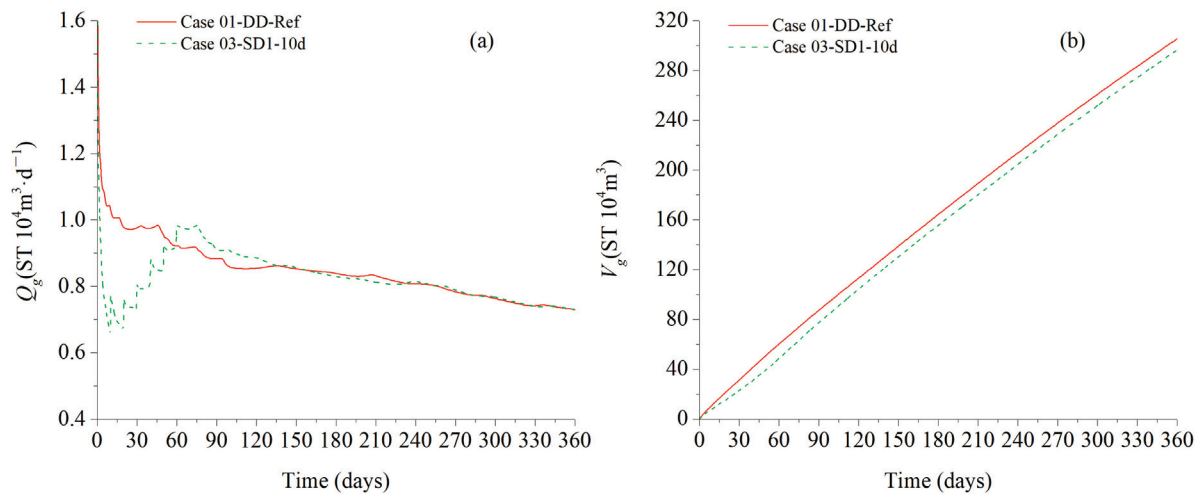 Case 01-DD-Ref
Case 03-SD1-10d
(a)
1.6
1.4
1.2
1.0
0.8
0.6
0.4
Q_g(ST 10⁴m³·d⁻¹)
0 30 60 90 120 150 180 210 240 270 300 330 360
Time (days)
Case 01-DD-Ref
Case 03-SD1-10d
(b)
320
280
240
200
160
120
80
40
0
V_g(ST 10⁴m³)
0 30 60 90 120 150 180 210 240 270 300 330 360
Time (days)